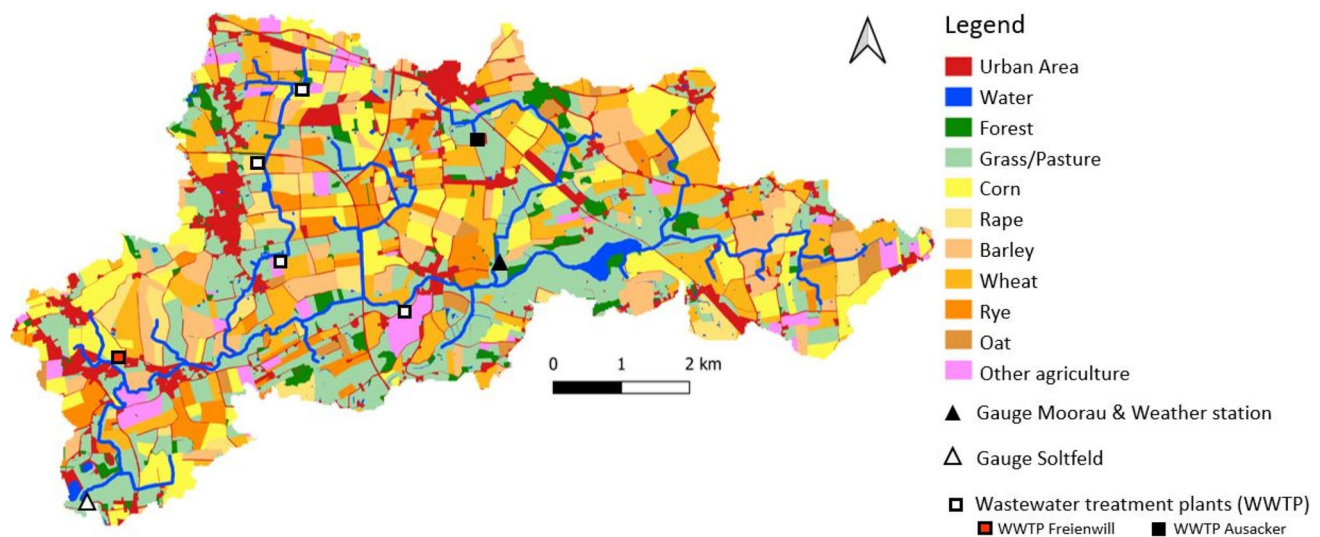 Legend
Urban Area
Water
Forest
Grass/Pasture
Corn
Rape
Barley
Wheat
Rye
Oat
Other agriculture
Gauge Moorau & Weather station
Gauge Soltfeld
Wastewater treatment plants (WWTP)
WWTP Freienwill WWTP Ausacker
0 1 2 km